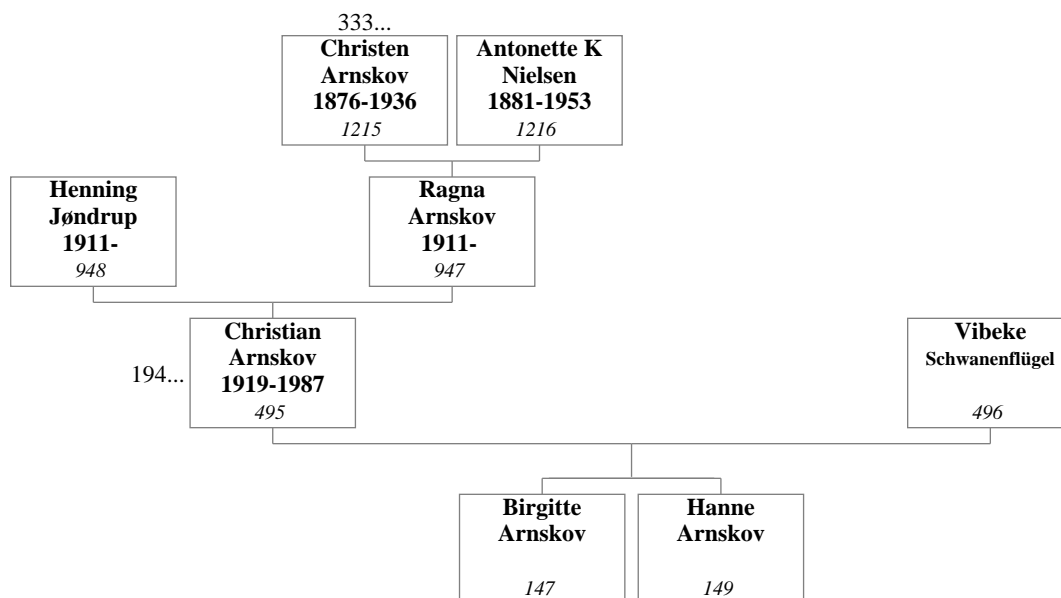 333...
Christen
Arnskov
1876-1936
1215
Antonette K
Nielsen
1881-1953
1216
Henning
Jøndrup
1911-
948
Ragna
Arnskov
1911-
947
194...
Christian
Arnskov
1919-1987
495
Vibeke
Schwanenflügel
496
Birgitte
Arnskov
147
Hanne
Arnskov
149